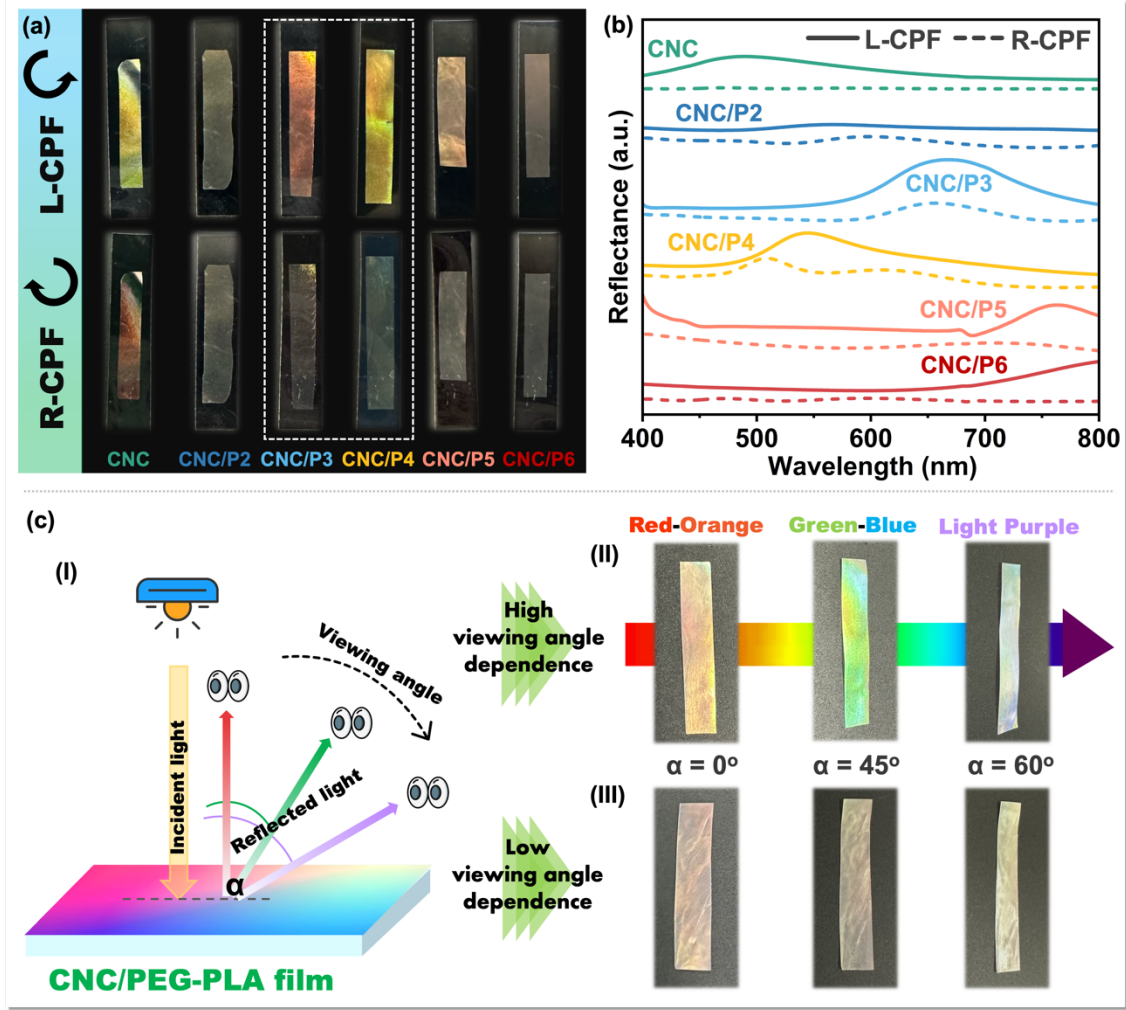 (a)
L-CPF
R-CPF
CNC CNC/P2 CNC/P3 CNC/P4 CNC/P5 CNC/P6
(b)
L-CPF R-CPF
CNC
CNC/P2
CNC/P3
CNC/P4
CNC/P5
CNC/P6
Reflectance (a.u.)
400 500 600 700 800
Wavelength (nm)
(c)
(I)
Incident light
Reflected light
Viewing angle
α
CNC/PEG-PLA film
High
viewing angle
dependence
Low
viewing angle
dependence
(II)
Red-Orange Green-Blue Light Purple
α = 0° α = 45° α = 60°
(III)